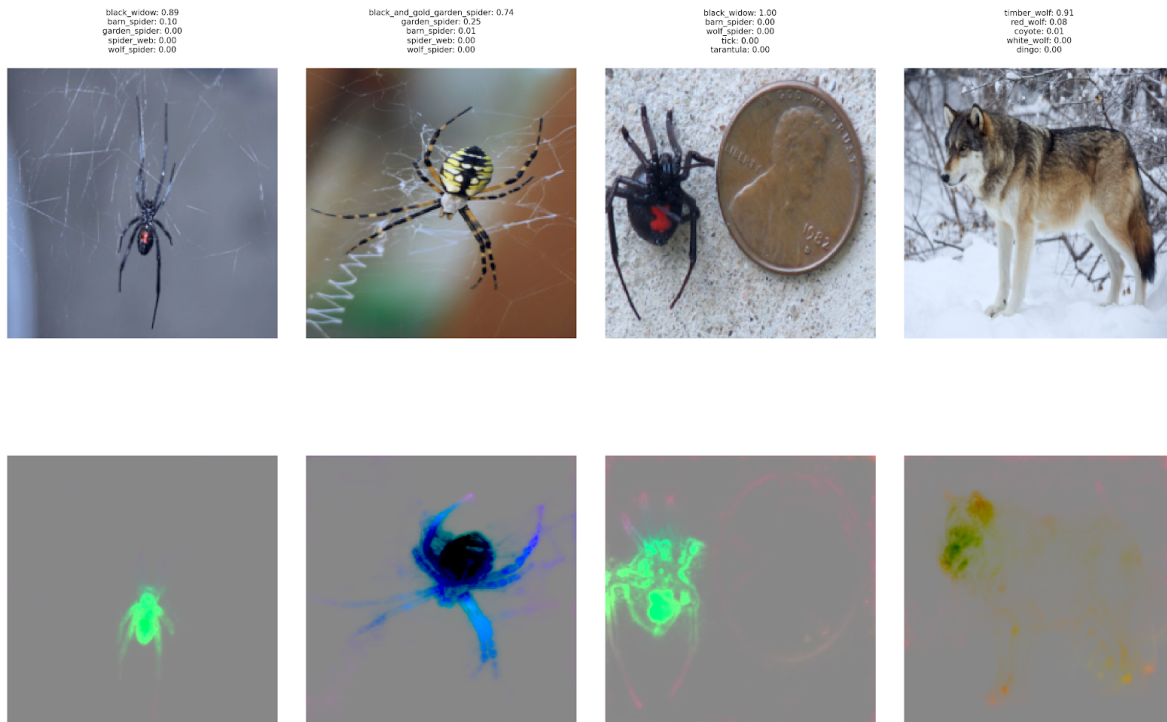 black_widow: 0.89
barn_spider: 0.10
garden_spider: 0.00
spider_web: 0.00
wolf_spider: 0.00
black_and_gold_garden_spider: 0.74
garden_spider: 0.25
barn_spider: 0.01
spider_web: 0.00
wolf_spider: 0.00
black_widow: 1.00
barn_spider: 0.00
wolf_spider: 0.00
tick: 0.00
tarantula: 0.00
timber_wolf: 0.91
red_wolf: 0.08
coyote: 0.01
white_wolf: 0.00
dingo: 0.00
LIBERTY
1982
D